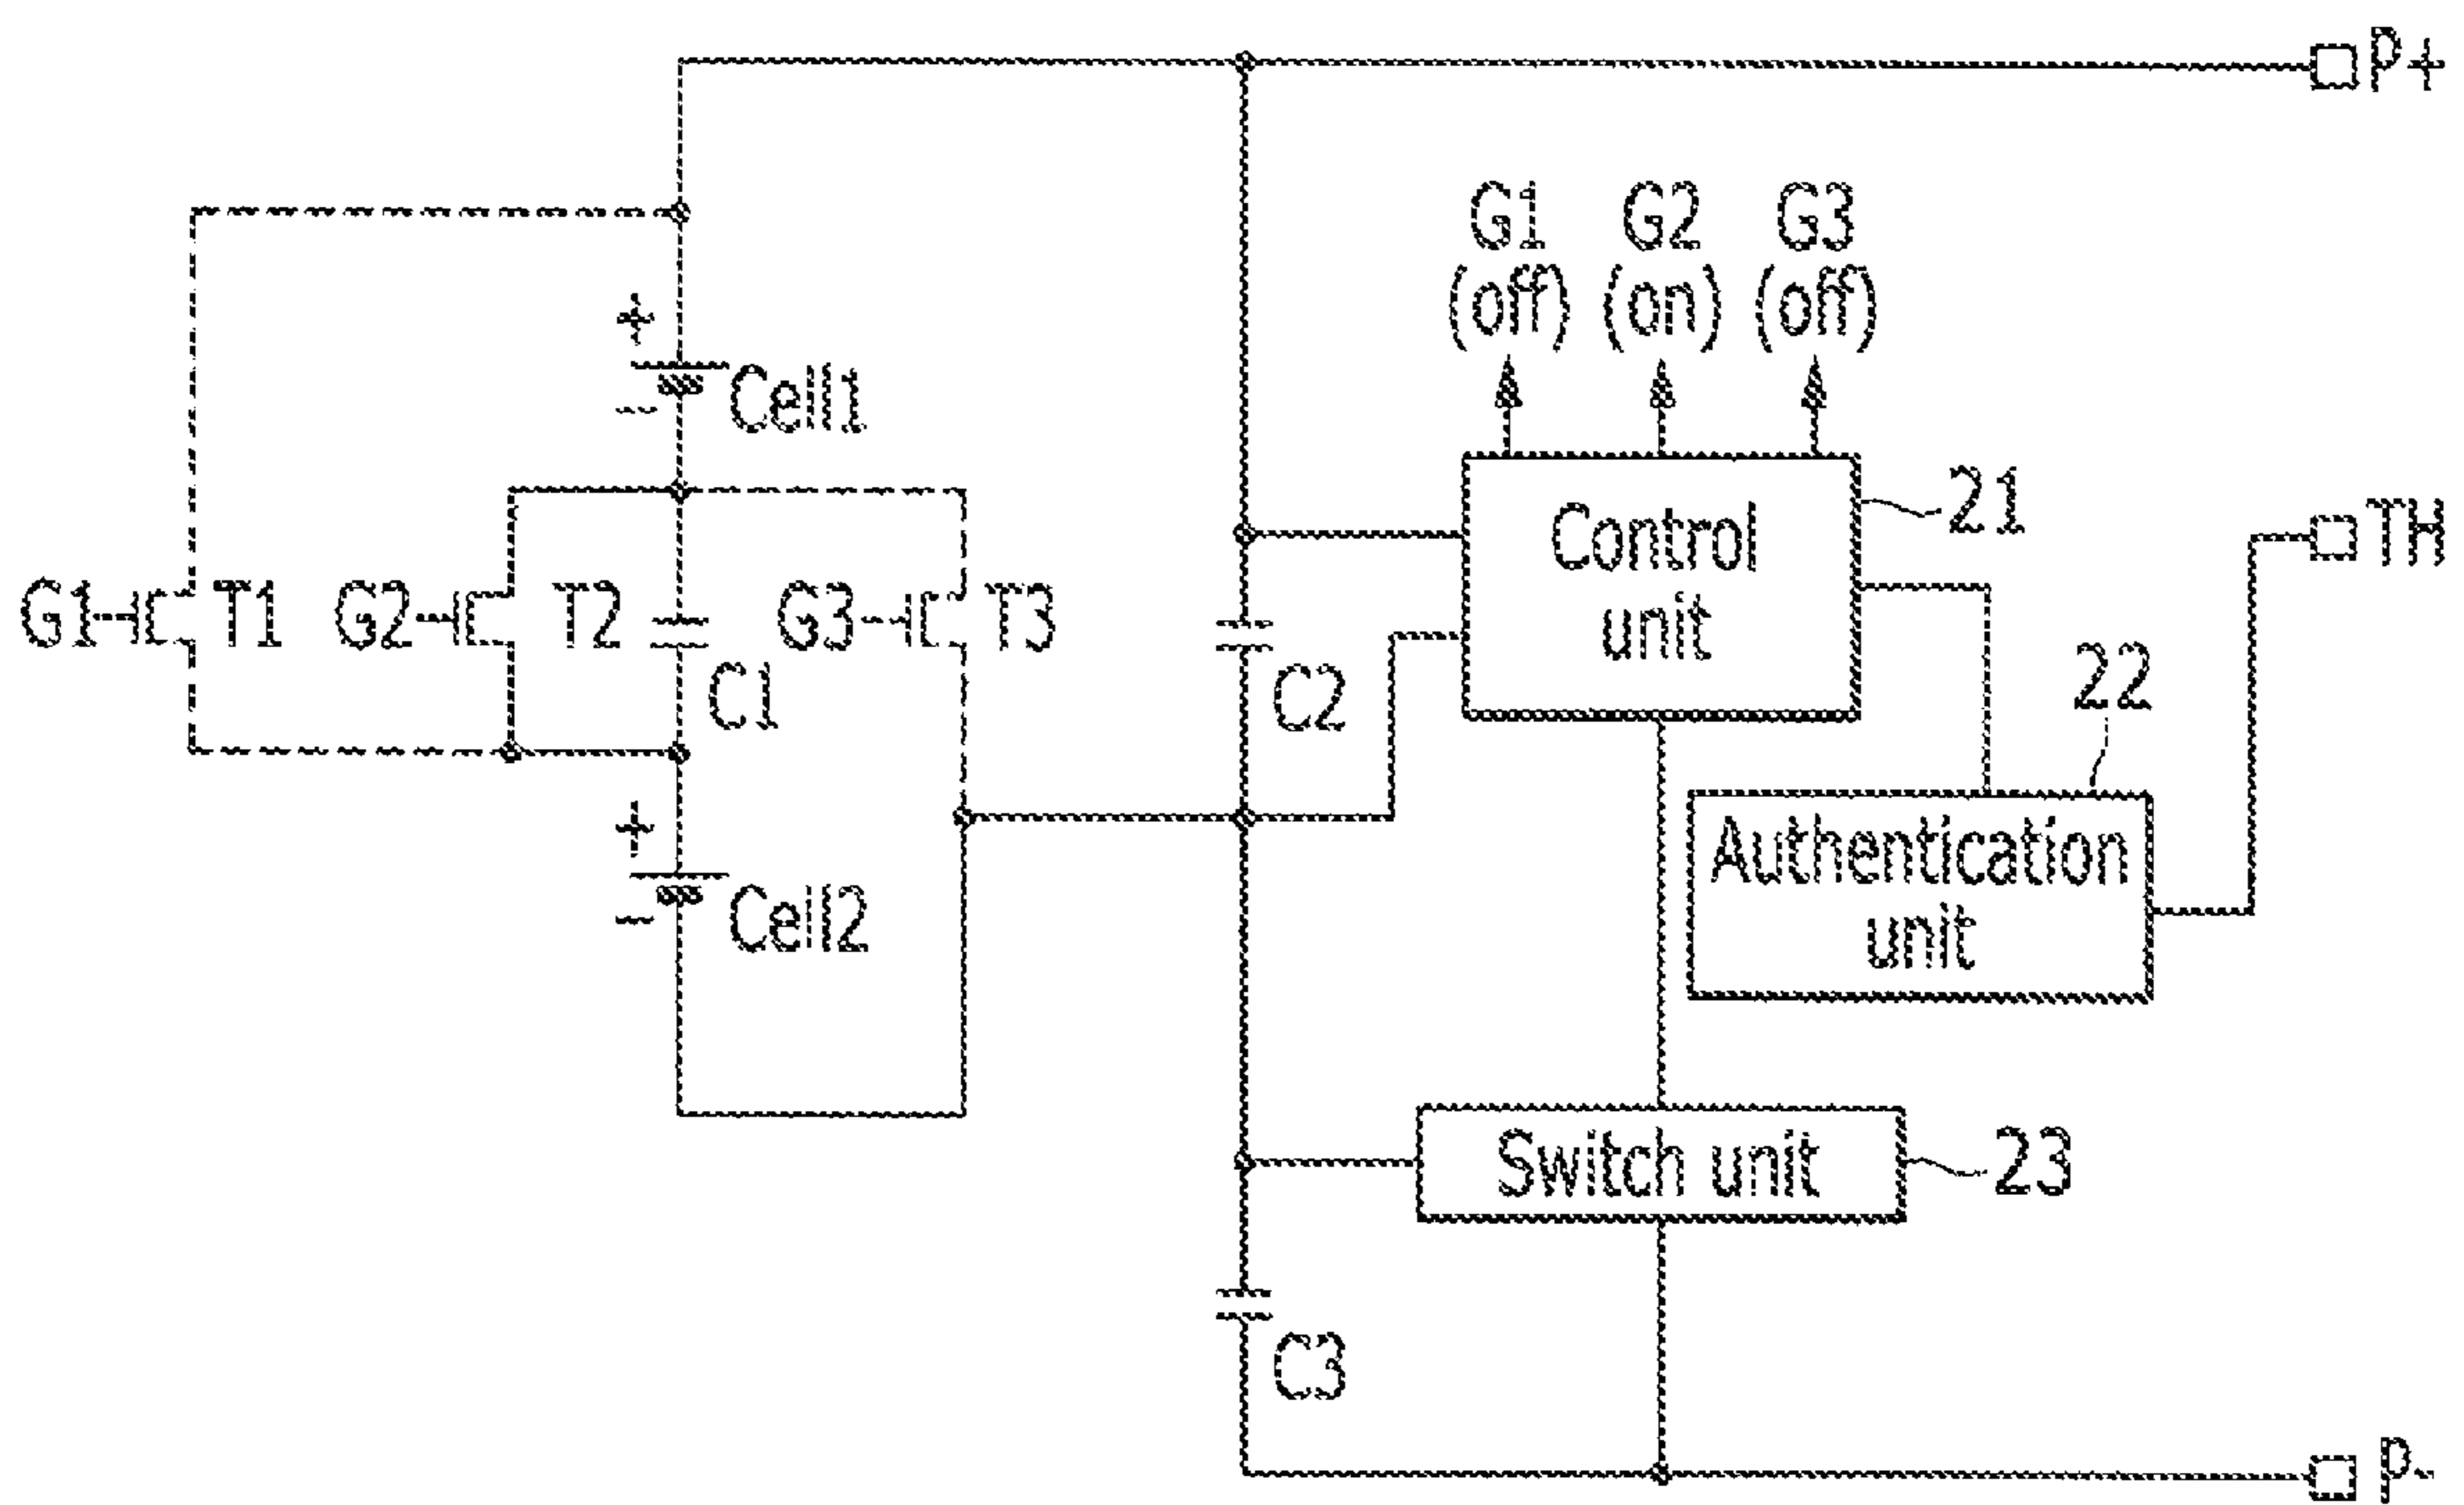 P+
G1 G2 G3
(off) (on) (off)
+
Cell1
-
Control
unit
21
TH
G1 T1 G2 T2 C1 G3 T3
C2
22
+
Cell2
-
Authentication
unit
Switch unit
23
C3
P-